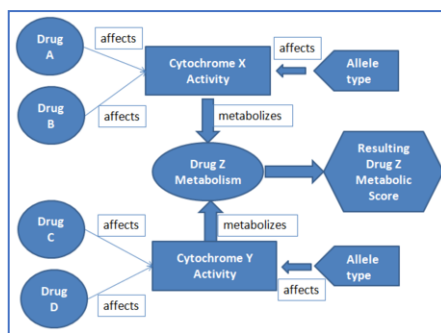 Drug
A
affects
Cytochrome X
Activity
affects
Allele
type
Drug
B
affects
metabolizes
Drug Z
Metabolism
Resulting
Drug Z
Metabolic
Score
Drug
C
affects
metabolizes
Cytochrome Y
Activity
Allele
type
affects
Drug
D
affects